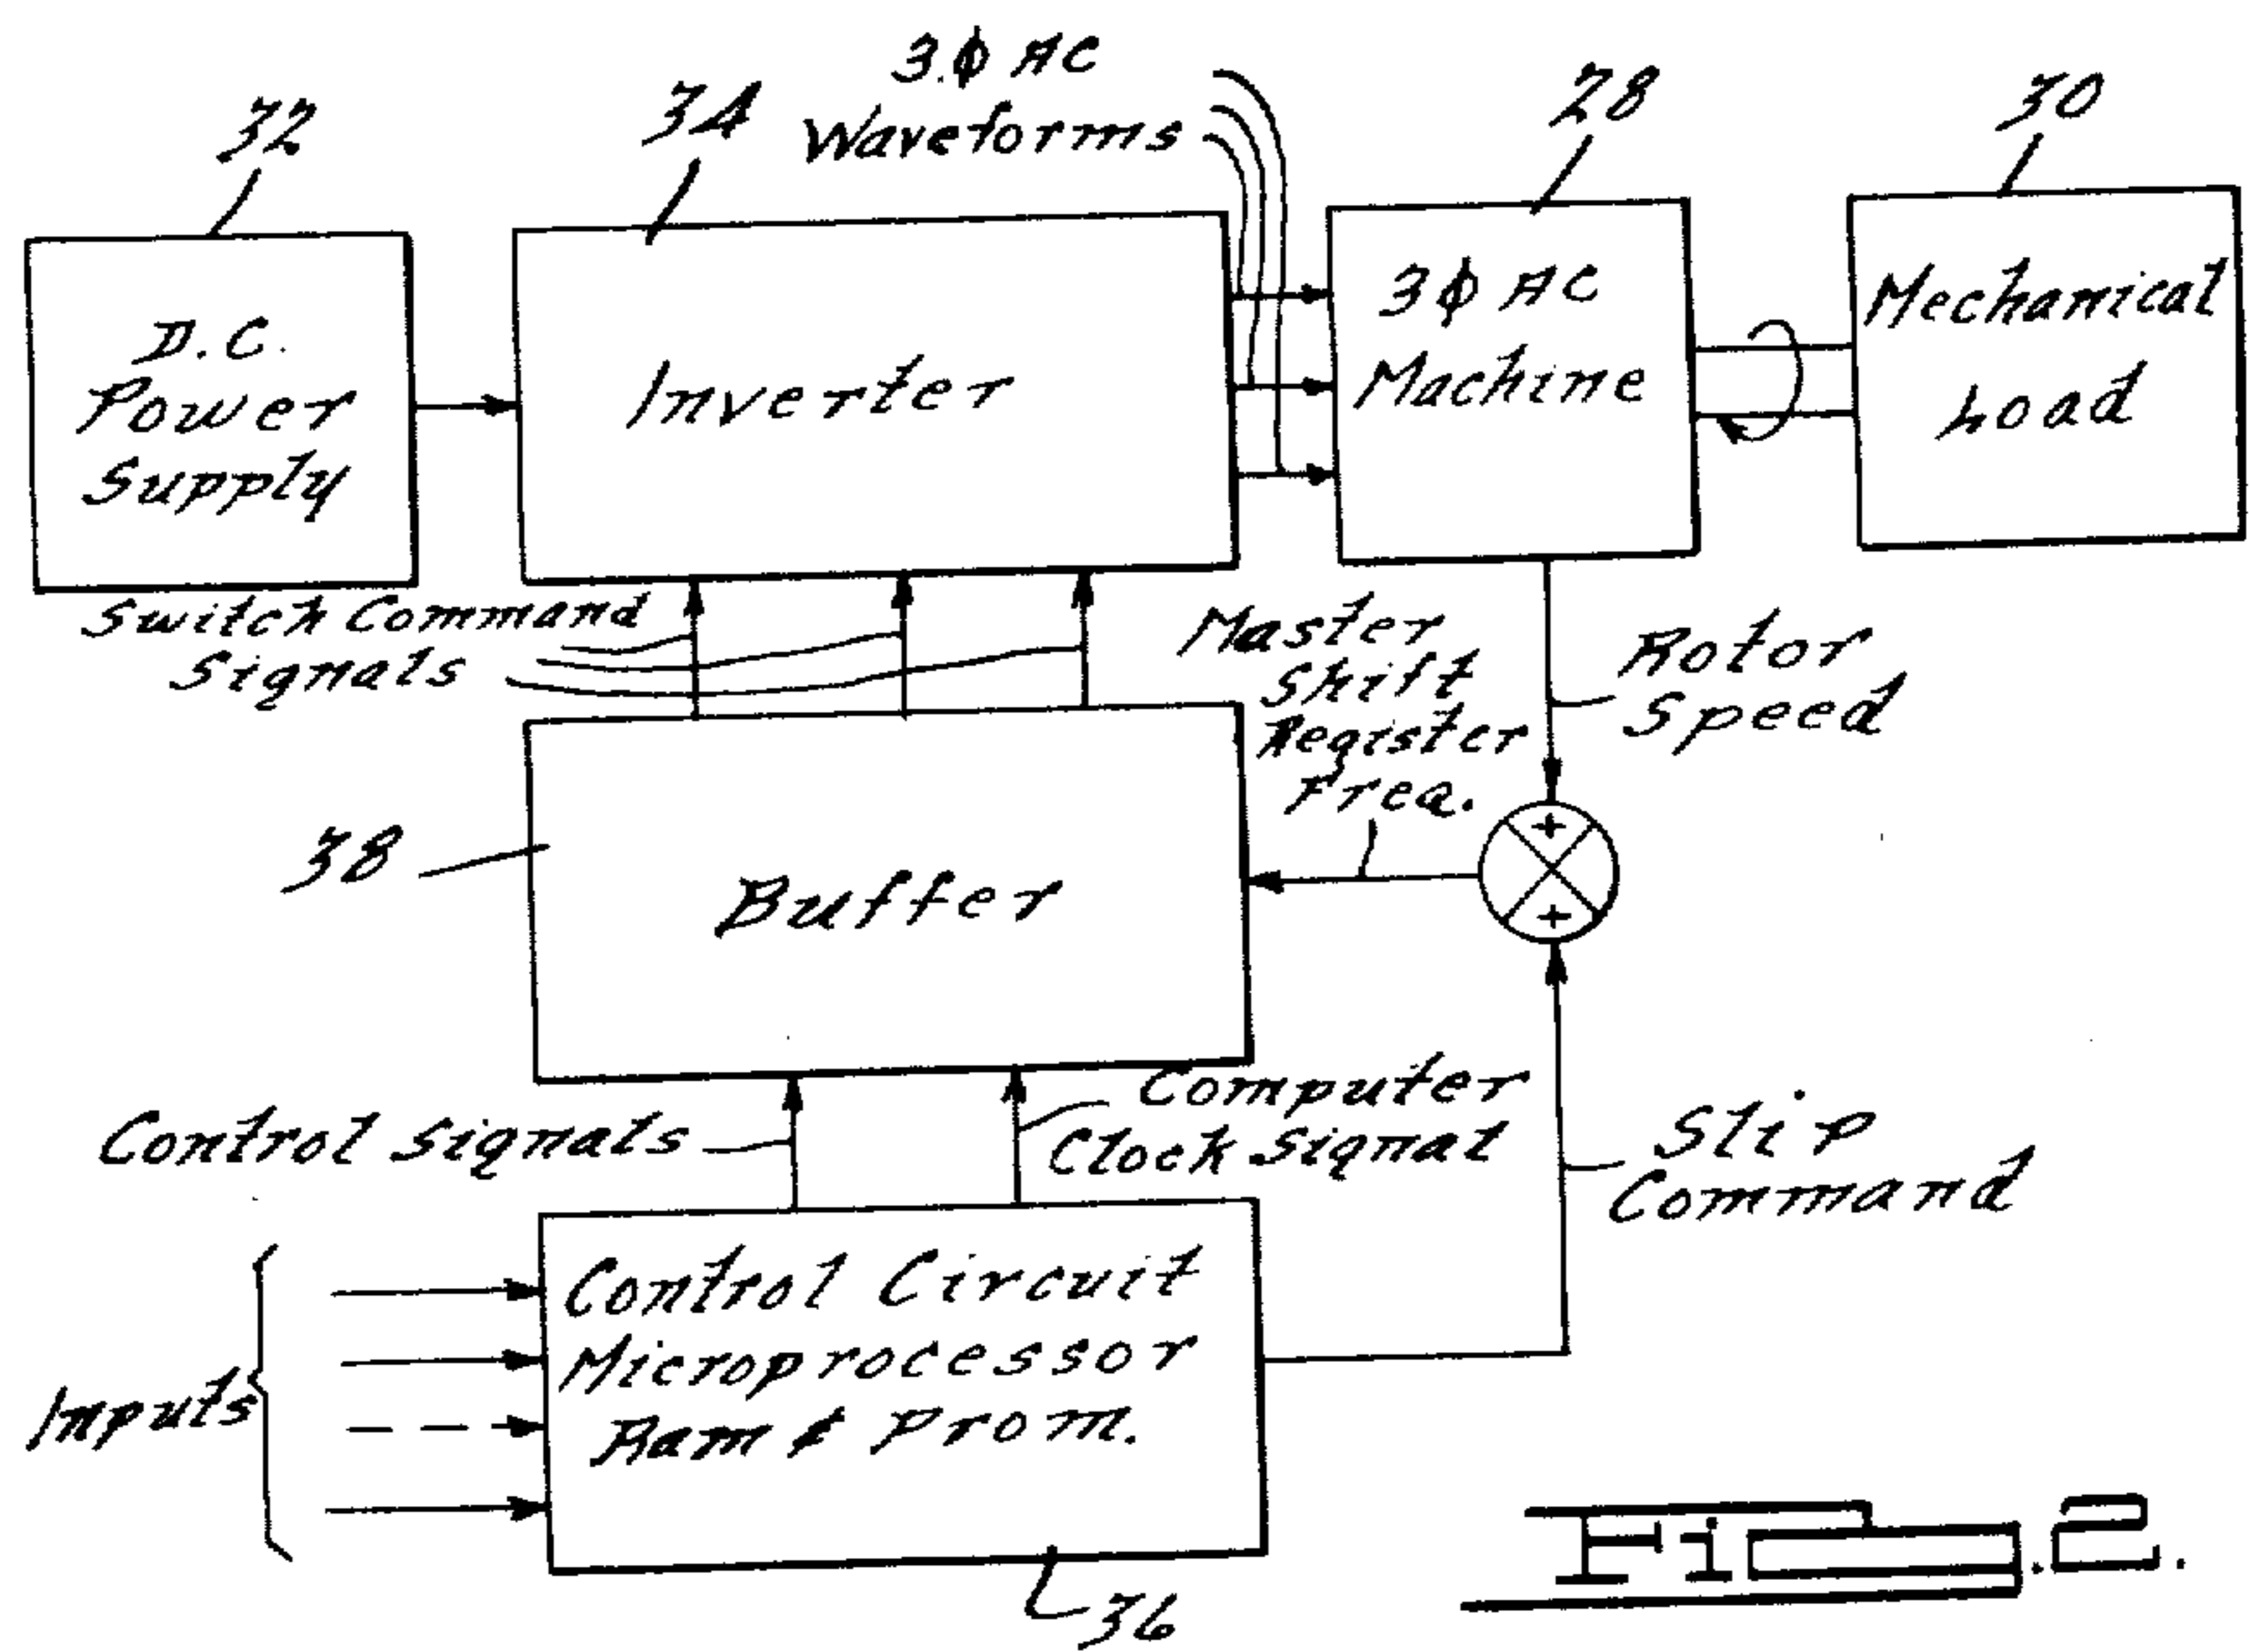 3.ϕ AC
Waveforms
32
34
28
30
D.C.
Power
Supply
Inverter
3ϕ AC
Machine
Mechanical
Load
Switch Command
Signals
Master
Shift
Register
Freq.
Rotor
Speed
+
+
38
Buffer
Control Signals
Computer
Clock Signal
Slip
Command
Inputs
Control Circuit
Microprocessor
Ram & Prom.
36
Fig.2.